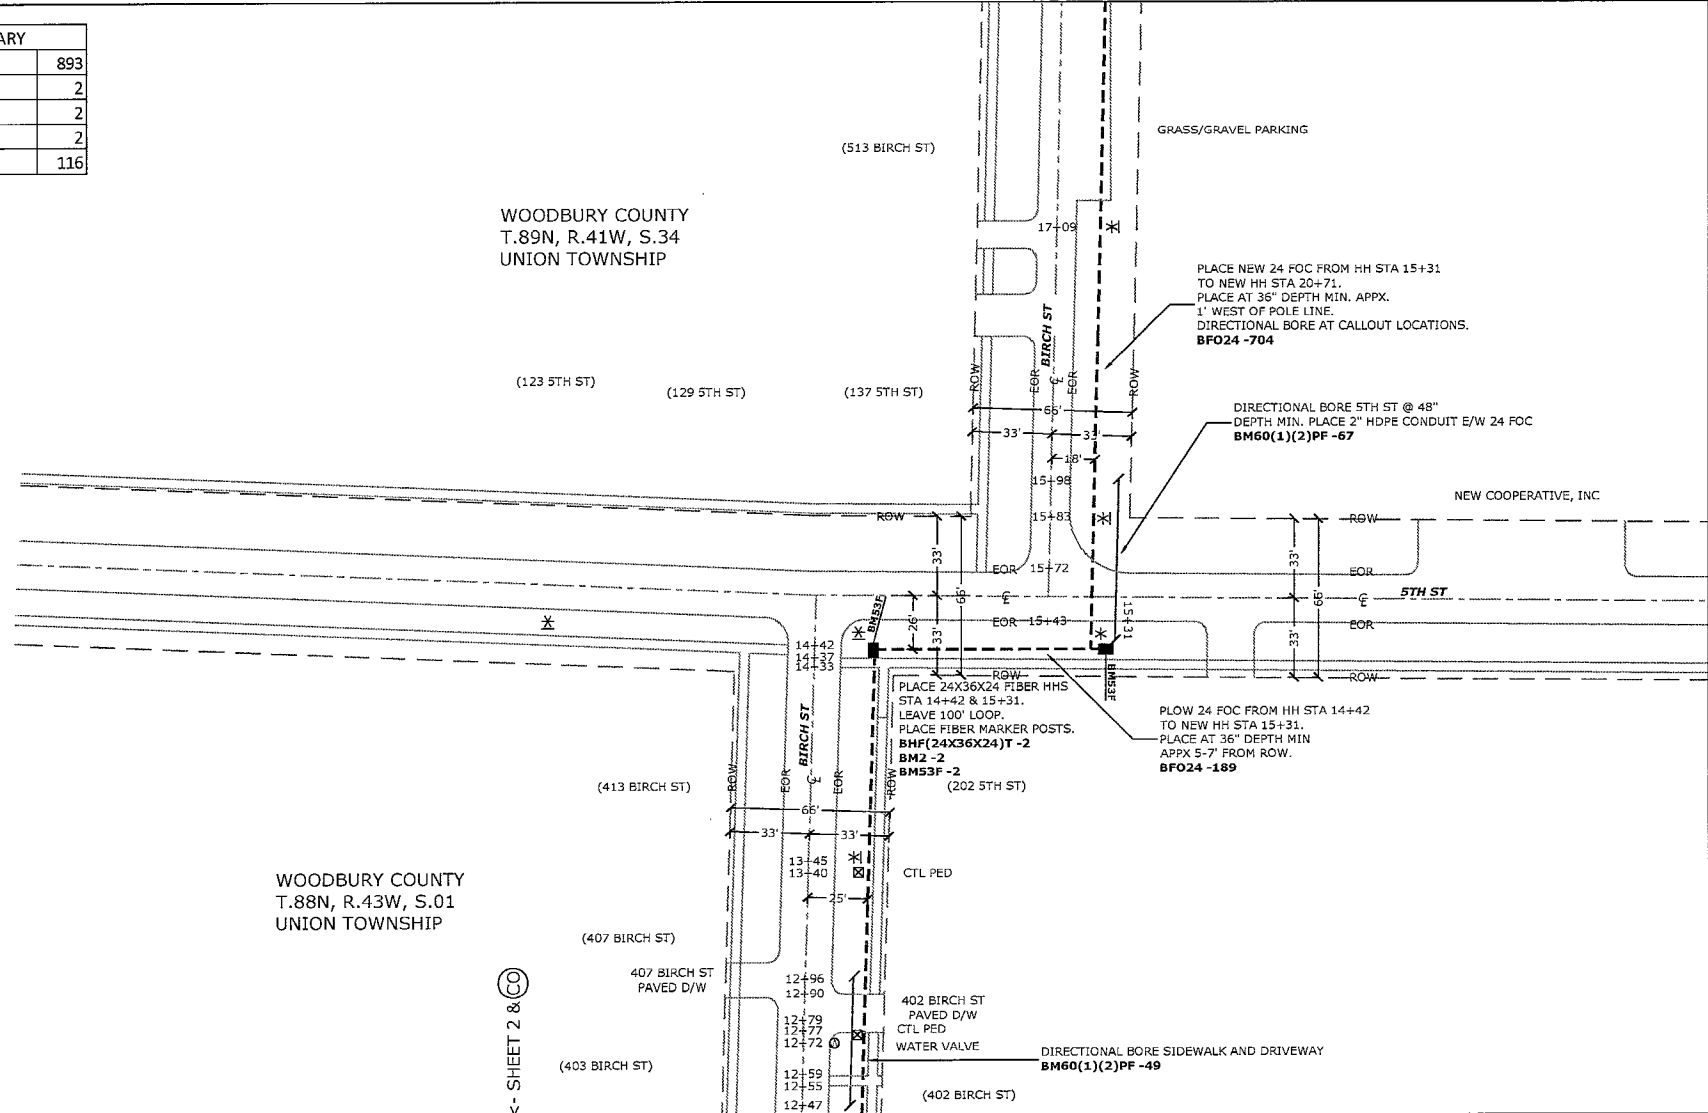 ARY
893
2
2
2
116
(513 BIRCH ST)
GRASS/GRAVEL PARKING
WOODBURY COUNTY
T.89N, R.41W, S.34
UNION TOWNSHIP
17+09
PLACE NEW 24 FOC FROM HH STA 15+31
TO NEW HH STA 20+71.
PLACE AT 36" DEPTH MIN. APPX.
1' WEST OF POLE LINE.
DIRECTIONAL BORE AT CALLOUT LOCATIONS.
BFO24 -704
BIRCH ST
(123 5TH ST)
(129 5TH ST)
(137 5TH ST)
ROW
EOR
EOR
ROW
66'
33'
33'
18'
DIRECTIONAL BORE 5TH ST @ 48"
DEPTH MIN. PLACE 2" HDPE CONDUIT E/W 24 FOC
BM60(1)(2)PF -67
15+98
15+83
NEW COOPERATIVE, INC
ROW
ROW
33'
66'
33'
EOR
15+72
EOR
15+43
26'
BM53F
15+31
33'
66'
33'
EOR
5TH ST
EOR
14+42
14+37
14+33
ROW
BM53F
ROW
PLACE 24X36X24 FIBER HHS
STA 14+42 & 15+31.
LEAVE 100' LOOP.
PLACE FIBER MARKER POSTS.
BHF(24X36X24)T -2
BM2 -2
BM53F -2
(202 5TH ST)
PLOW 24 FOC FROM HH STA 14+42
TO NEW HH STA 15+31.
PLACE AT 36" DEPTH MIN
APPX 5-7' FROM ROW.
BFO24 -189
BIRCH ST
(413 BIRCH ST)
ROW
EOR
EOR
ROW
66'
33'
33'
13+45
13+40
CTL PED
25'
WOODBURY COUNTY
T.88N, R.43W, S.01
UNION TOWNSHIP
(407 BIRCH ST)
407 BIRCH ST
PAVED D/W
12+96
12+90
402 BIRCH ST
PAVED D/W
12+79
12+77
CTL PED
12+72
WATER VALVE
DIRECTIONAL BORE SIDEWALK AND DRIVEWAY
BM60(1)(2)PF -49
(403 BIRCH ST)
12+59
12+55
12+47
(402 BIRCH ST)
<- SHEET 2 & CO